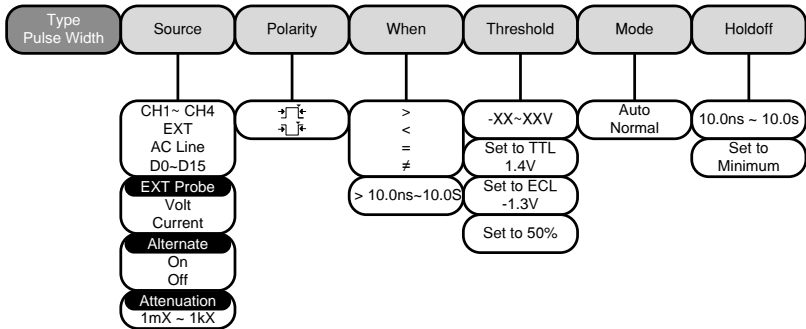 Type
Pulse Width
Source
Polarity
When
Threshold
Mode
Holdoff
CH1~ CH4
EXT
AC Line
D0~D15
EXT Probe
Volt
Current
Alternate
On
Off
Attenuation
1mX ~ 1kX
>
<
=
≠
> 10.0ns~10.0S
-XX~XXV
Set to TTL
1.4V
Set to ECL
-1.3V
Set to 50%
Auto
Normal
10.0ns ~ 10.0s
Set to
Minimum